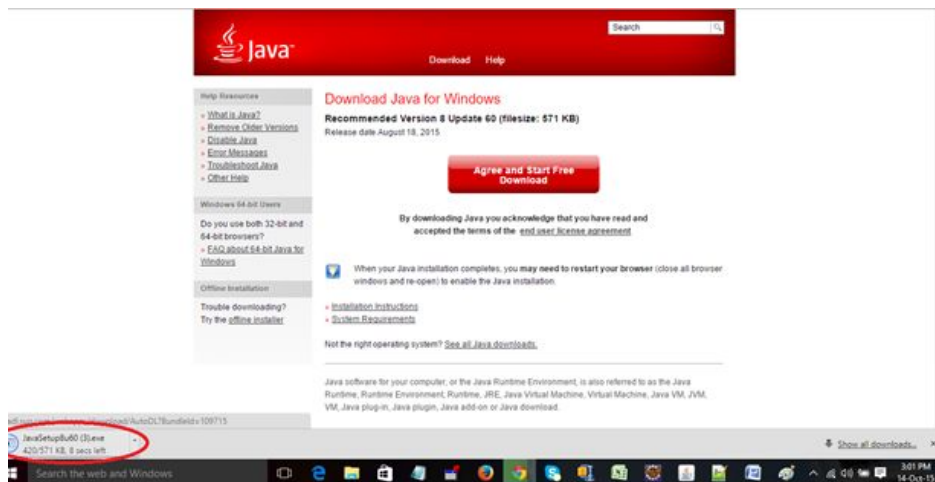 Java
Search
Download Help
Help Resources
» What is Java?
» Remove Older Versions
» Disable Java
» Error Messages
» Troubleshoot Java
» Other Help
Windows 64-bit Users
Do you use both 32-bit and
64-bit browsers?
» FAQ about 64-bit Java for
Windows
Offline Installation
Trouble downloading?
Try the offline installer
Download Java for Windows
Recommended Version 8 Update 60 (filesize: 571 KB)
Release date August 18, 2015
Agree and Start Free
Download
By downloading Java you acknowledge that you have read and
accepted the terms of the end user license agreement
When your Java installation completes, you may need to restart your browser (close all browser
windows and re-open) to enable the Java installation.
» Installation Instructions
» System Requirements
Not the right operating system? See all Java downloads.
Java software for your computer, or the Java Runtime Environment, is also referred to as the Java
Runtime, Runtime Environment, Runtime, JRE, Java Virtual Machine, Virtual Machine, Java VM, JVM,
VM, Java plug-in, Java plugin, Java add-on or Java download.
download/AutoDL?BundleId=109715
JavaSetup8u60 (3).exe
420/571 KB, 8 secs left
Show all downloads...
Search the web and Windows
3:01 PM
14-Oct-15